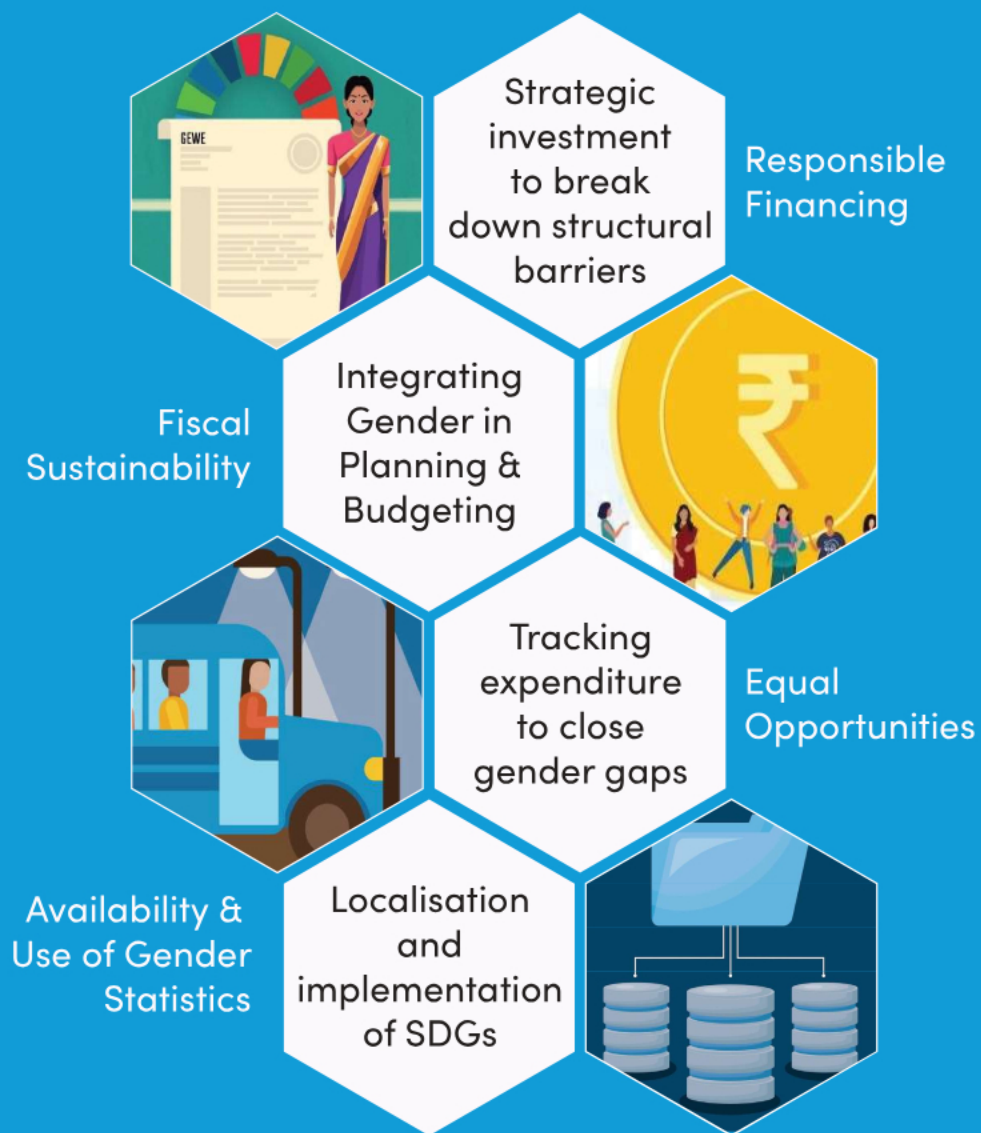 GEWE
Strategic
investment
to break
down structural
barriers
Responsible
Financing
Fiscal
Sustainability
Integrating
Gender in
Planning &
Budgeting
₹
Tracking
expenditure
to close
gender gaps
Equal
Opportunities
Availability &
Use of Gender
Statistics
Localisation
and
implementation
of SDGs